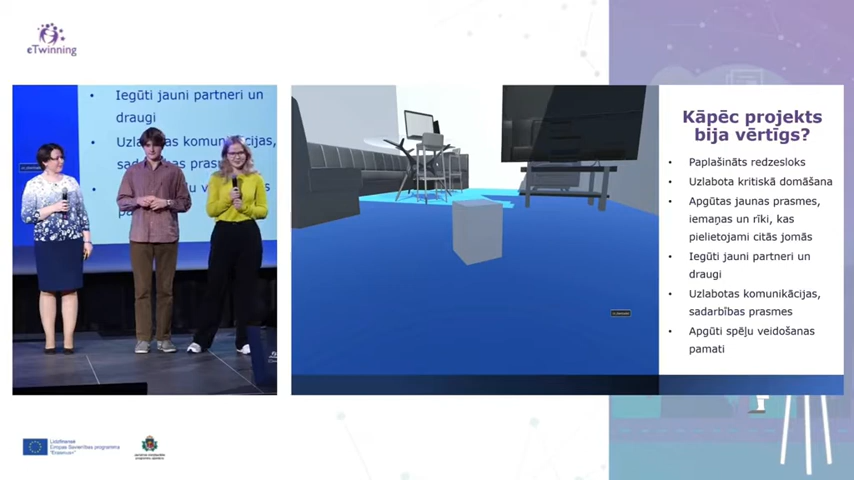 eTwinning
Iegūti jauni partneri un
draugi
Uzlabotas komunikācijas,
Kāpēc projekts
bija vērtīgs?
Paplašināts redzesloks
Uzlabota kritiskā domāšana
Apgūtas jaunas prasmes,
iemaņas un rīki, kas
pielietojami citās jomās
Iegūti jauni partneri un
draugi
Uzlabotas komunikācijas,
sadarbības prasmes
Apgūti spēļu veidošanas
pamati
Līdzfinansē
Eiropas Savienības programma
"Erasmus+"